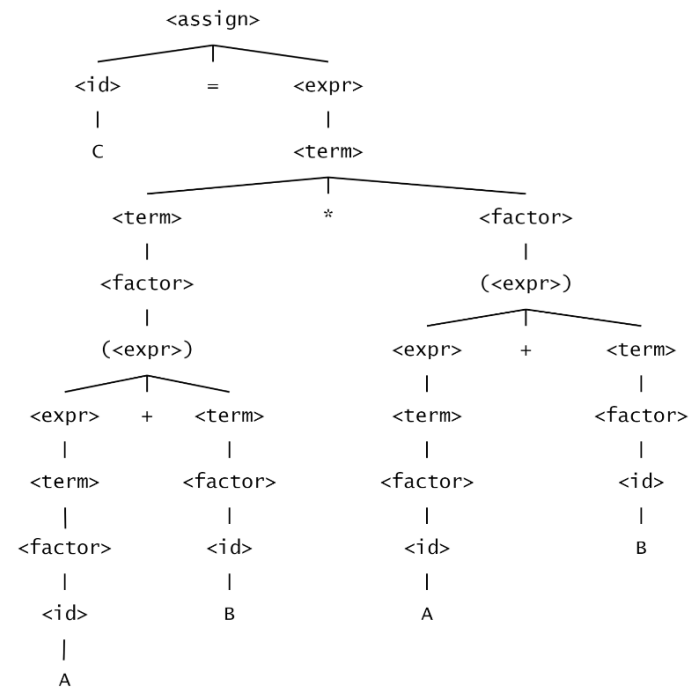 <assign>
<id> = <expr>
C <term>
<term> * <factor>
<factor> (<expr>)
(<expr>) <expr> + <term>
<expr> + <term> <term> <factor>
<term> <factor> <factor> <id>
<factor> <id> <id> B
<id> B A
A